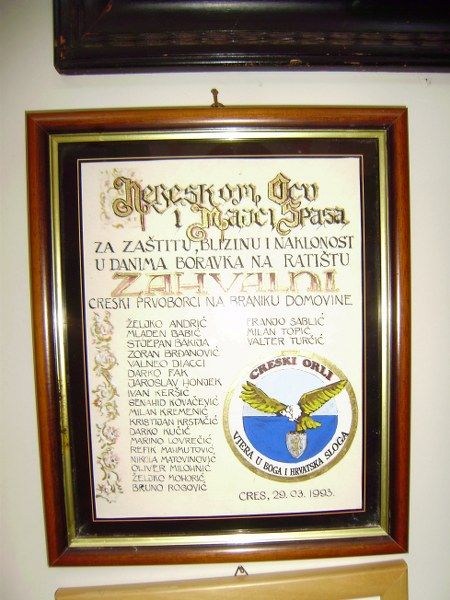 Nebeskom, Ocu
i Majci Spasa
ZA ZAŠTITU, BLIZINU I NAKLONOST
U DANIMA BORAVKA NA RATIŠTU
ZAHVALNI
CRESKI PRVOBORCI NA BRANIKU DOMOVINE
ŽELJKO ANDRIĆ
MLADEN BABIĆ
STJEPAN BAKIJA
ZORAN BRĐANOVIĆ
VALNEO DIACCI
DARKO FAK
JAROSLAV HONJEK
IVAN KERŠIĆ
SENAHID KOVAČEVIĆ
MILAN KREMENIĆ
KRISTIJAN KRSTAČIĆ
DARKO KUČIĆ
MARINO LOVREČIĆ
REFIK MAHMUTOVIĆ
NIKOLA MATOVINOVIĆ
OLIVER MILOHNIĆ
ŽELJKO MOHORIĆ
BRUNO ROGOVIĆ
FRANJO SABLIĆ
MILAN TOPIĆ
VALTER TURČIĆ
CRESKI ORLI
VJERA U BOGA I HRVATSKA SLOGA
CRES, 29.03.1993.